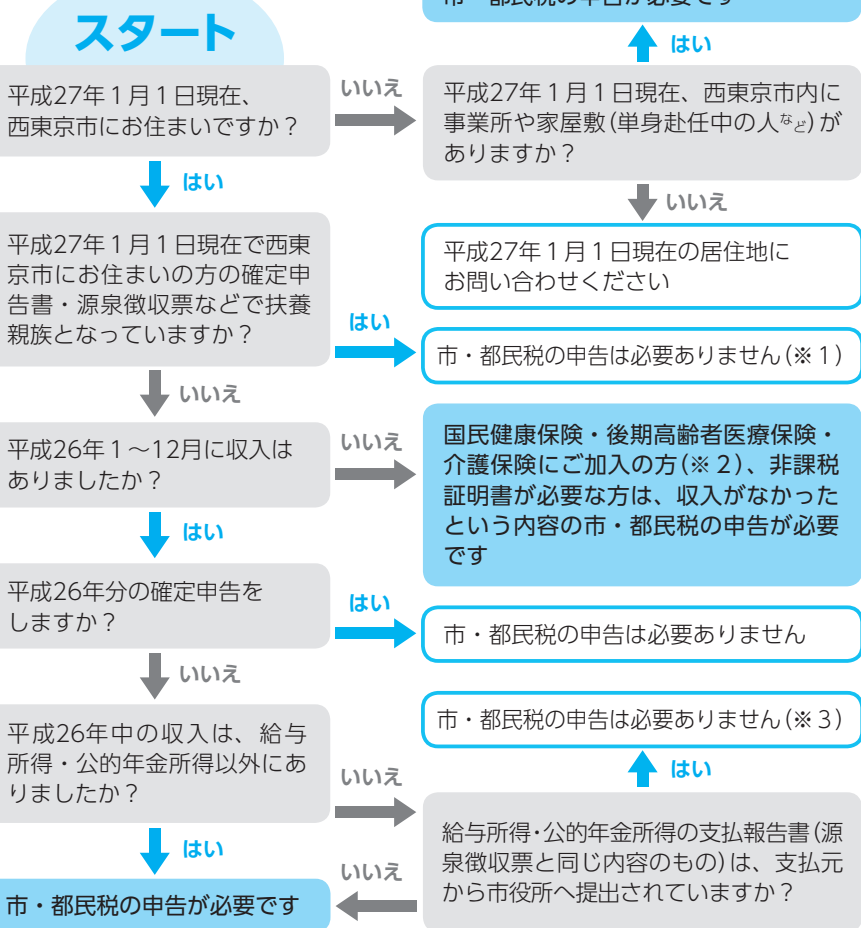 市・都民税の申告が必要です
スタート
はい
平成27年１月１日現在、
西東京市にお住まいですか？
いいえ
平成27年１月１日現在、西東京市内に
事業所や家屋敷(単身赴任中の人など)が
ありますか？
はい
いいえ
平成27年１月１日現在で西東
京市にお住まいの方の確定申
告書・源泉徴収票などで扶養
親族となっていますか？
平成27年１月１日現在の居住地に
お問い合わせください
はい
市・都民税の申告は必要ありません(※１)
いいえ
平成26年１～12月に収入は
ありましたか？
いいえ
国民健康保険・後期高齢者医療保険・
介護保険にご加入の方(※２)、非課税
証明書が必要な方は、収入がなかった
という内容の市・都民税の申告が必要
です
はい
平成26年分の確定申告を
しますか？
はい
市・都民税の申告は必要ありません
いいえ
市・都民税の申告は必要ありません(※３)
平成26年中の収入は、給与
所得・公的年金所得以外にあ
りましたか？
いいえ
はい
給与所得・公的年金所得の支払報告書(源
泉徴収票と同じ内容のもの)は、支払元
から市役所へ提出されていますか？
はい
いいえ
市・都民税の申告が必要です